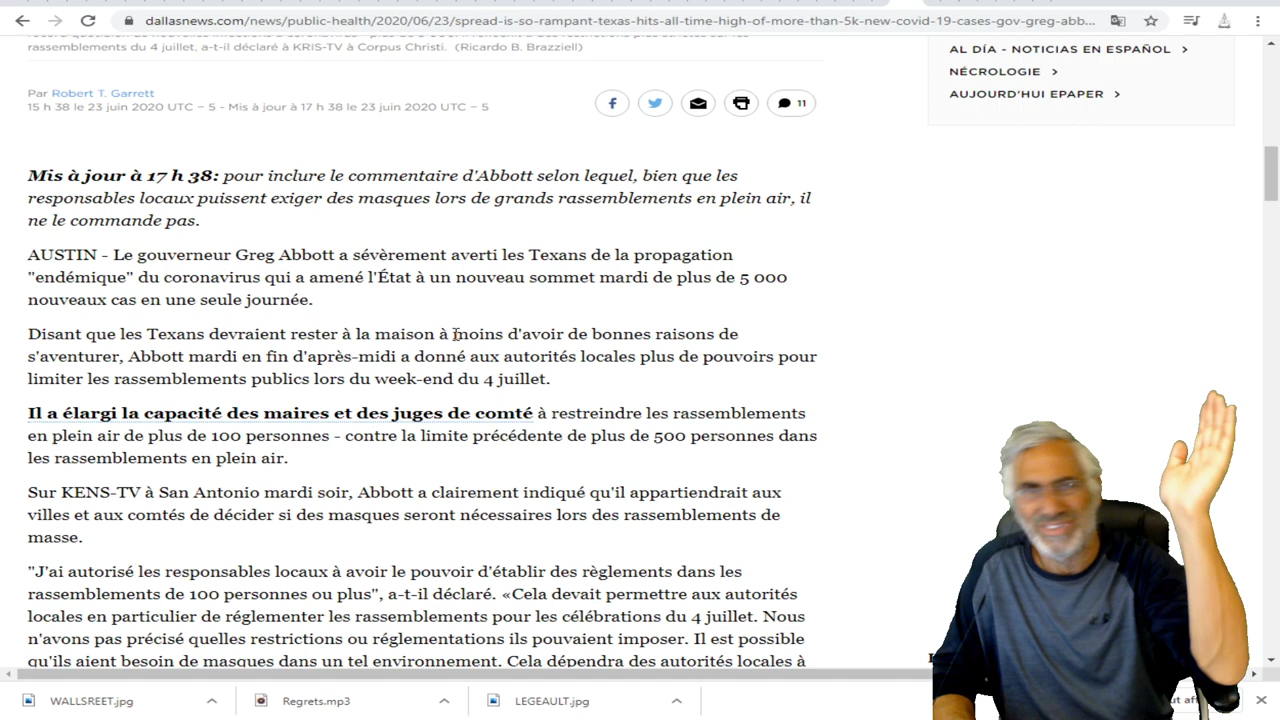 dallasnews.com/news/public-health/2020/06/23/spread-is-so-rampant-texas-hits-all-time-high-of-more-than-5k-new-covid-19-cases-gov-greg-abb...
rassemblements du 4 juillet, a-t-il déclaré à KRIS-TV à Corpus Christi. (Ricardo B. Brazziell)
AL DÍA - NOTICIAS EN ESPAÑOL >
NÉCROLOGIE >
AUJOURD'HUI EPAPER >
Par Robert T. Garrett
15 h 38 le 23 juin 2020 UTC − 5 - Mis à jour à 17 h 38 le 23 juin 2020 UTC − 5
11
Mis à jour à 17 h 38: pour inclure le commentaire d'Abbott selon lequel, bien que les
responsables locaux puissent exiger des masques lors de grands rassemblements en plein air, il
ne le commande pas.
AUSTIN - Le gouverneur Greg Abbott a sévèrement averti les Texans de la propagation
"endémique" du coronavirus qui a amené l'État à un nouveau sommet mardi de plus de 5 000
nouveaux cas en une seule journée.
Disant que les Texans devraient rester à la maison à moins d'avoir de bonnes raisons de
s'aventurer, Abbott mardi en fin d'après-midi a donné aux autorités locales plus de pouvoirs pour
limiter les rassemblements publics lors du week-end du 4 juillet.
Il a élargi la capacité des maires et des juges de comté à restreindre les rassemblements
en plein air de plus de 100 personnes - contre la limite précédente de plus de 500 personnes dans
les rassemblements en plein air.
Sur KENS-TV à San Antonio mardi soir, Abbott a clairement indiqué qu'il appartiendrait aux
villes et aux comtés de décider si des masques seront nécessaires lors des rassemblements de
masse.
"J'ai autorisé les responsables locaux à avoir le pouvoir d'établir des règlements dans les
rassemblements de 100 personnes ou plus", a-t-il déclaré. «Cela devait permettre aux autorités
locales en particulier de réglementer les rassemblements pour les célébrations du 4 juillet. Nous
n'avons pas précisé quelles restrictions ou réglementations ils pouvaient imposer. Il est possible
qu'ils aient besoin de masques dans un tel environnement. Cela dépendra des autorités locales à
WALLSREET.jpg
Regrets.mp3
LEGEAULT.jpg